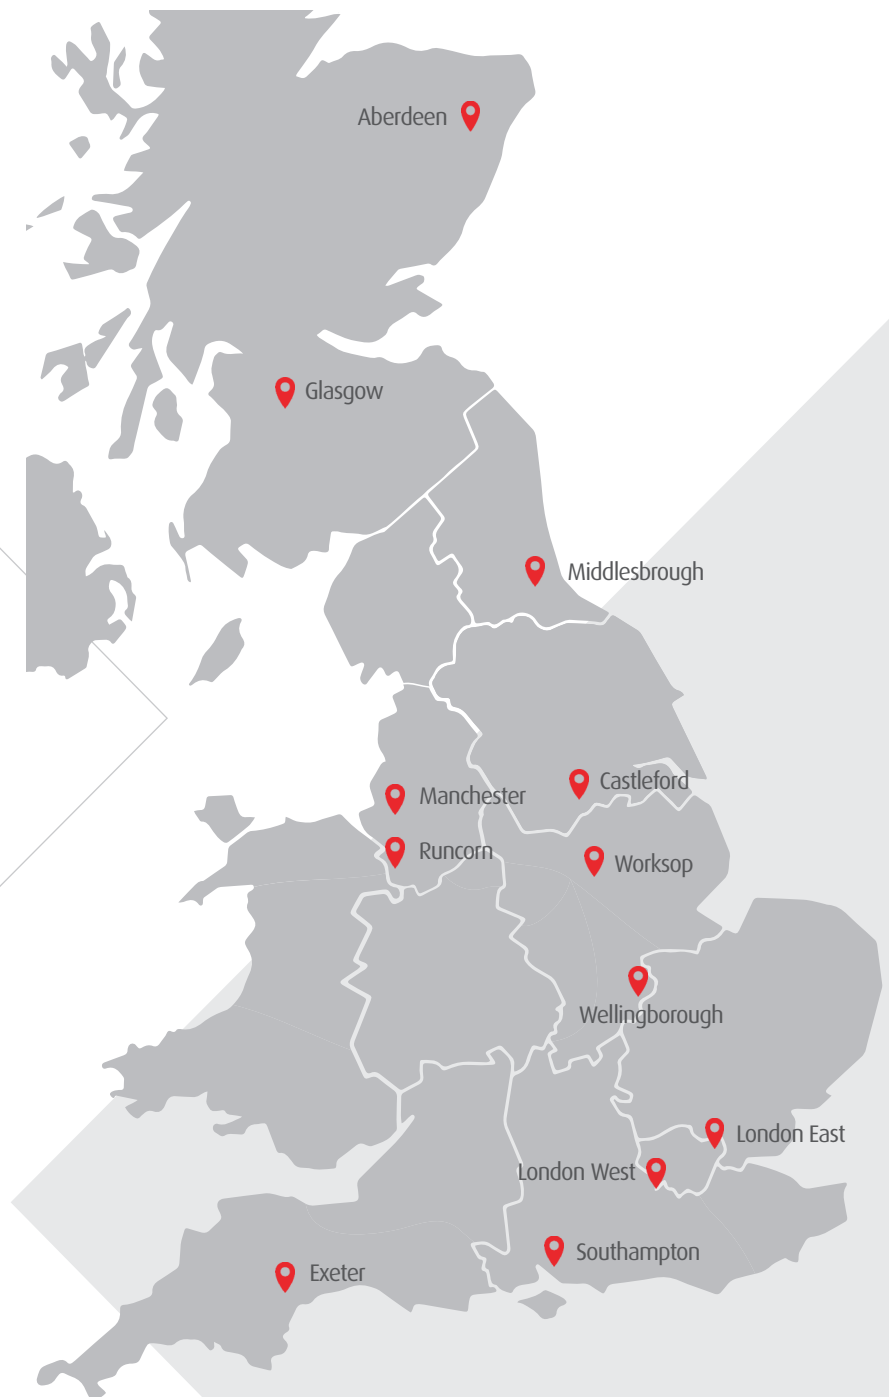 Aberdeen
Glasgow
Middlesbrough
Castleford
Manchester
Runcorn
Worksop
Wellingborough
London East
London West
Southampton
Exeter